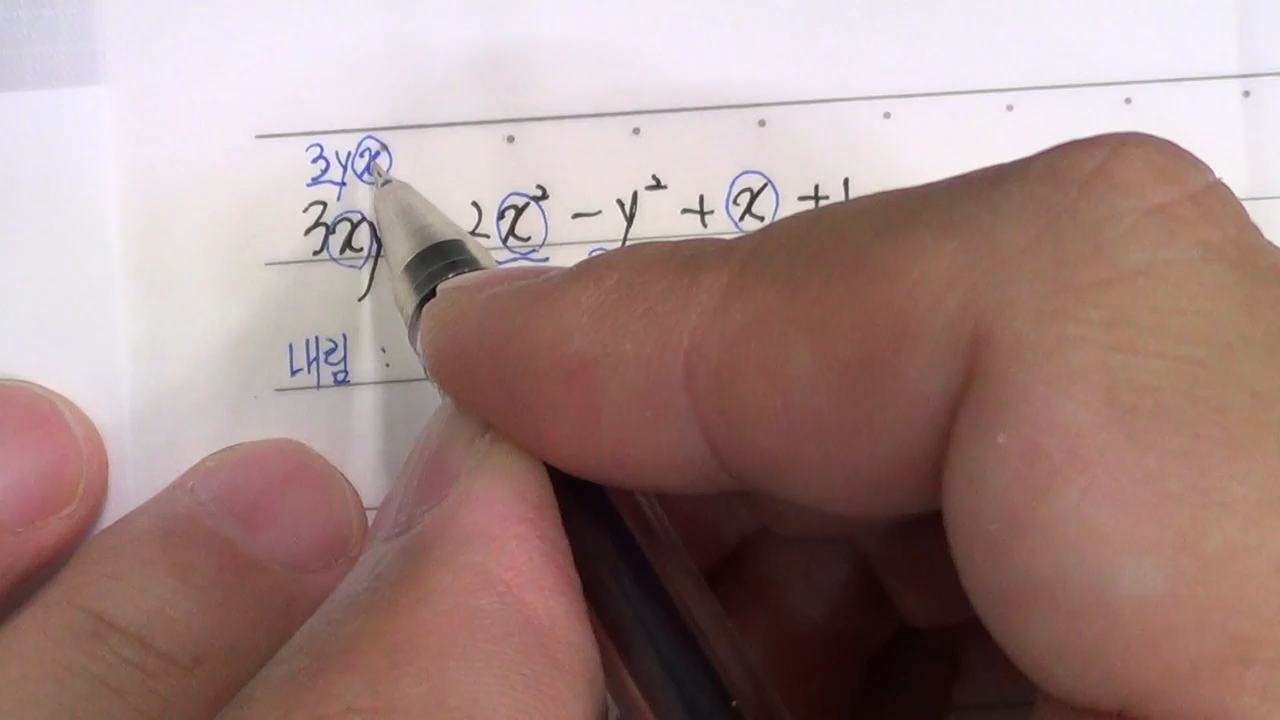 3yx
3xy 2x² - y² + x + 1
내림 :